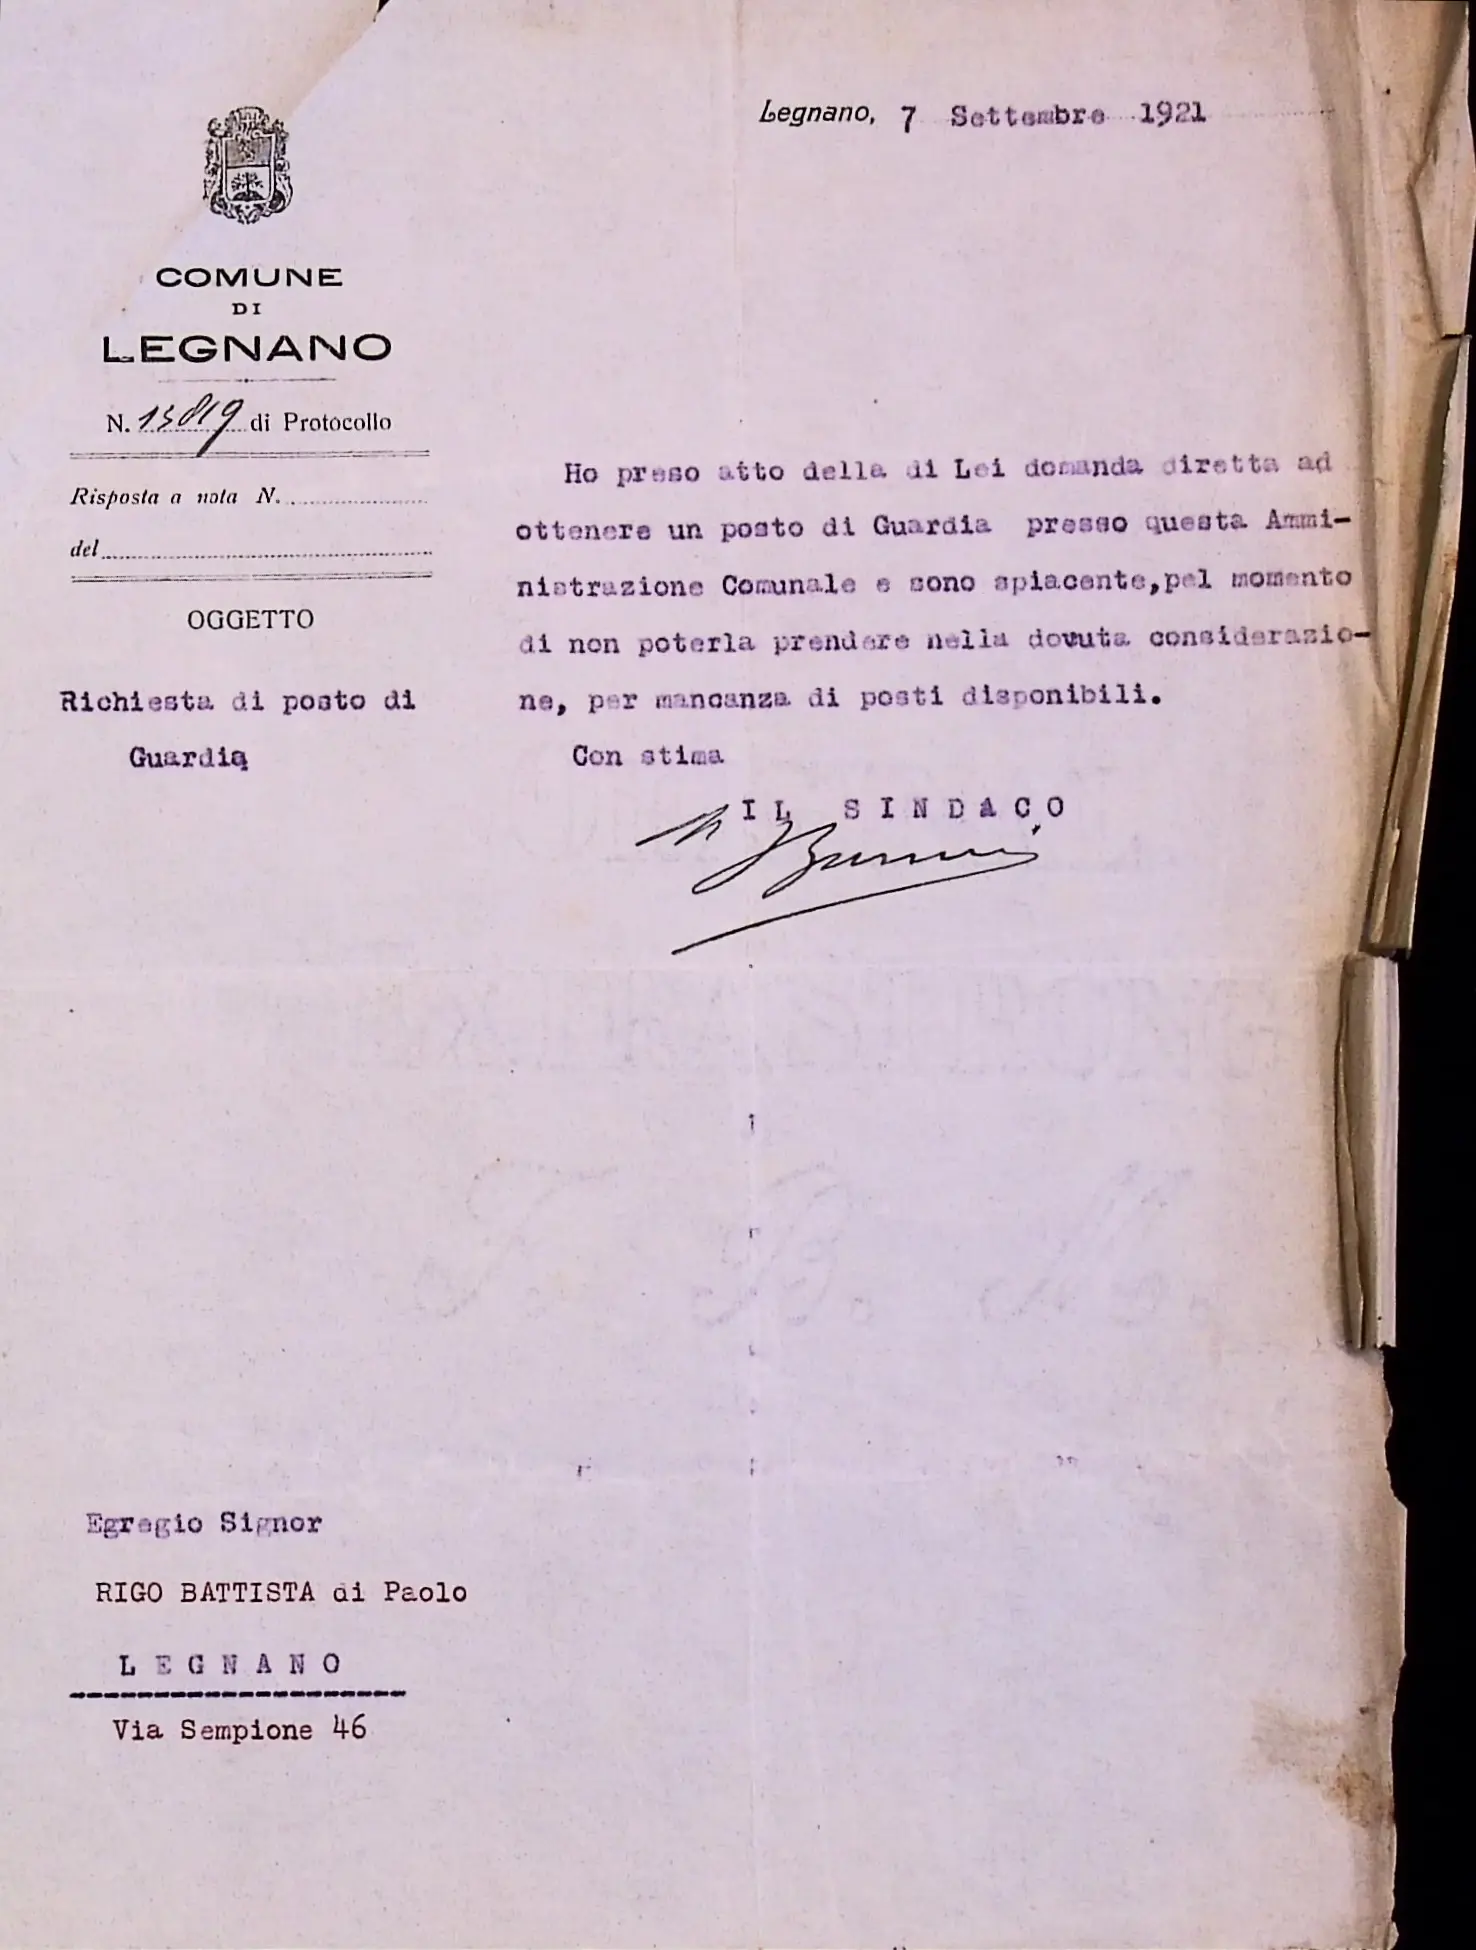 Legnano, 7 Settembre 1921
COMUNE
DI
LEGNANO
N. 13819 di Protocollo
Risposta a nota N.
del
OGGETTO
Richiesta di posto di
Guardia
Ho preso atto della di Lei domanda diretta ad
ottenere un posto di Guardia presso questa Ammi-
nistrazione Comunale e sono spiacente,pel momento
di non poterla prendere nella dovuta considerazio-
ne, per mancanza di posti disponibili.
Con stima
IL SINDACO
Egregio Signor
RIGO BATTISTA di Paolo
LEGNANO
Via Sempione 46